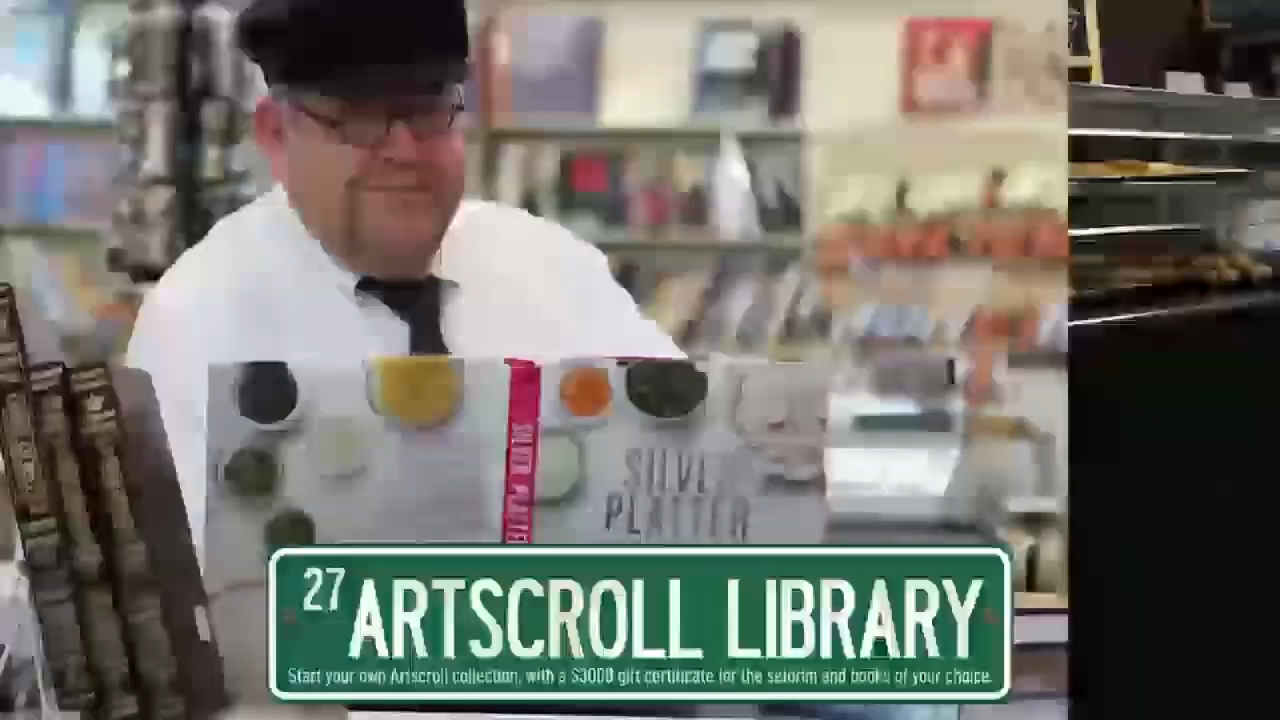 SILVER PLATTER
SILVE
PLATTER
27 ARTSCROLL LIBRARY
Start your own Artscroll collection, with a $3000 gift certificate for the seforim and books of your choice.